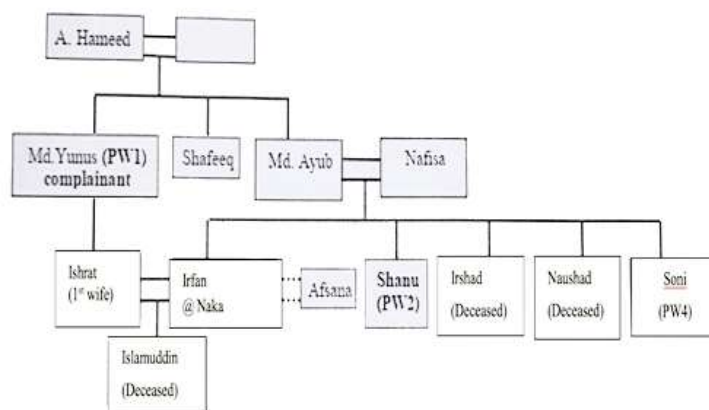 A. Hameed
Md.Yunus (PW1)
complainant
Shafeeq
Md. Ayub
Nafisa
Ishrat
(1st wife)
Irfan
@ Naka
Afsana
Shanu
(PW2)
Irshad
(Deceased)
Naushad
(Deceased)
Soni
(PW4)
Islamuddin
(Deceased)